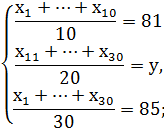 { (x₁ + ⋯ + x₁₀)/10 = 81
(x₁₁ + ⋯ + x₃₀)/20 = y,
(x₁ + ⋯ + x₃₀)/30 = 85;